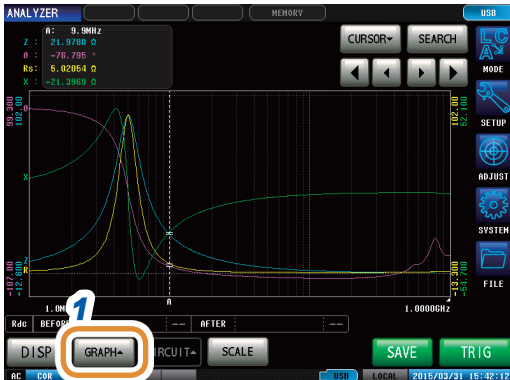 ANALYZER
MEMORY
USB
A: 9.9MHz
Z : 21.9780 Ω
θ : -76.795 °
Rs: 5.02054 Ω
X : -21.3969 Ω
CURSOR▾ SEARCH
LC
MODE
SETUP
ADJUST
SYSTEM
FILE
99.300
102.00
θ
X
Z
R
-107.00
-12.600
102.00
52.100
-13.300
-54.700
A
1.0M
1.0000GHz
1
Rdc BEFOR -- AFTER --
DISP GRAPH▴ IRCUIT▴ SCALE SAVE TRIG
AC COR USB LOCAL 2015/03/31 15:42:12